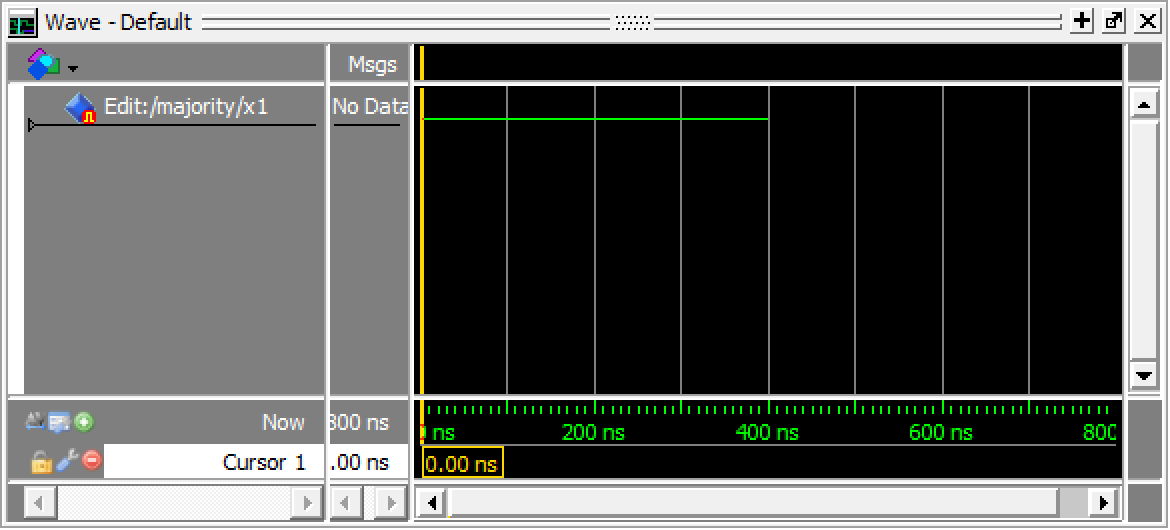 Wave - Default
Msgs
Edit:/majority/x1
No Data
Now
800 ns
ns
200 ns
400 ns
600 ns
800
Cursor 1
.00 ns
0.00 ns